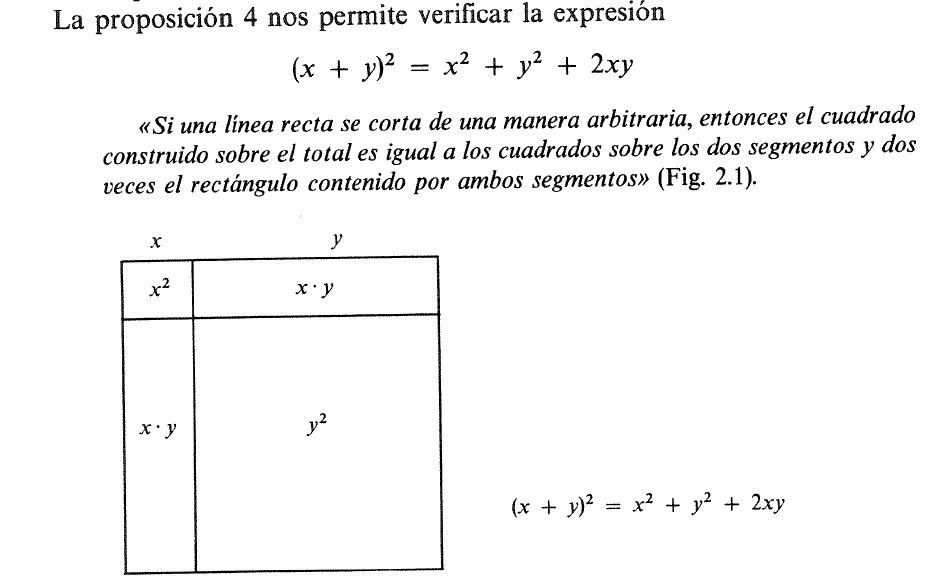 La proposición 4 nos permite verificar la expresión
(x + y)² = x² + y² + 2xy
«Si una línea recta se corta de una manera arbitraria, entonces el cuadrado
construido sobre el total es igual a los cuadrados sobre los dos segmentos y dos
veces el rectángulo contenido por ambos segmentos» (Fig. 2.1).
x y
x² x · y
x · y y²
(x + y)² = x² + y² + 2xy